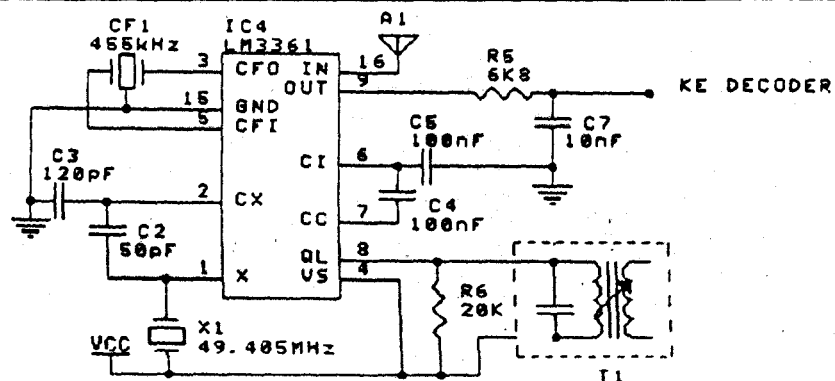 CF1
455kHz
IC4
LM3361
A1
3
CFO
IN
16
OUT
9
R5
6K8
KE DECODER
15
GND
5
CFI
C5
100nF
C7
10nF
C3
120pF
CI
6
2
CX
CC
7
C4
100nF
C2
50pF
QL
8
1
X
VS
4
R6
20K
X1
49.405MHz
VCC
T1